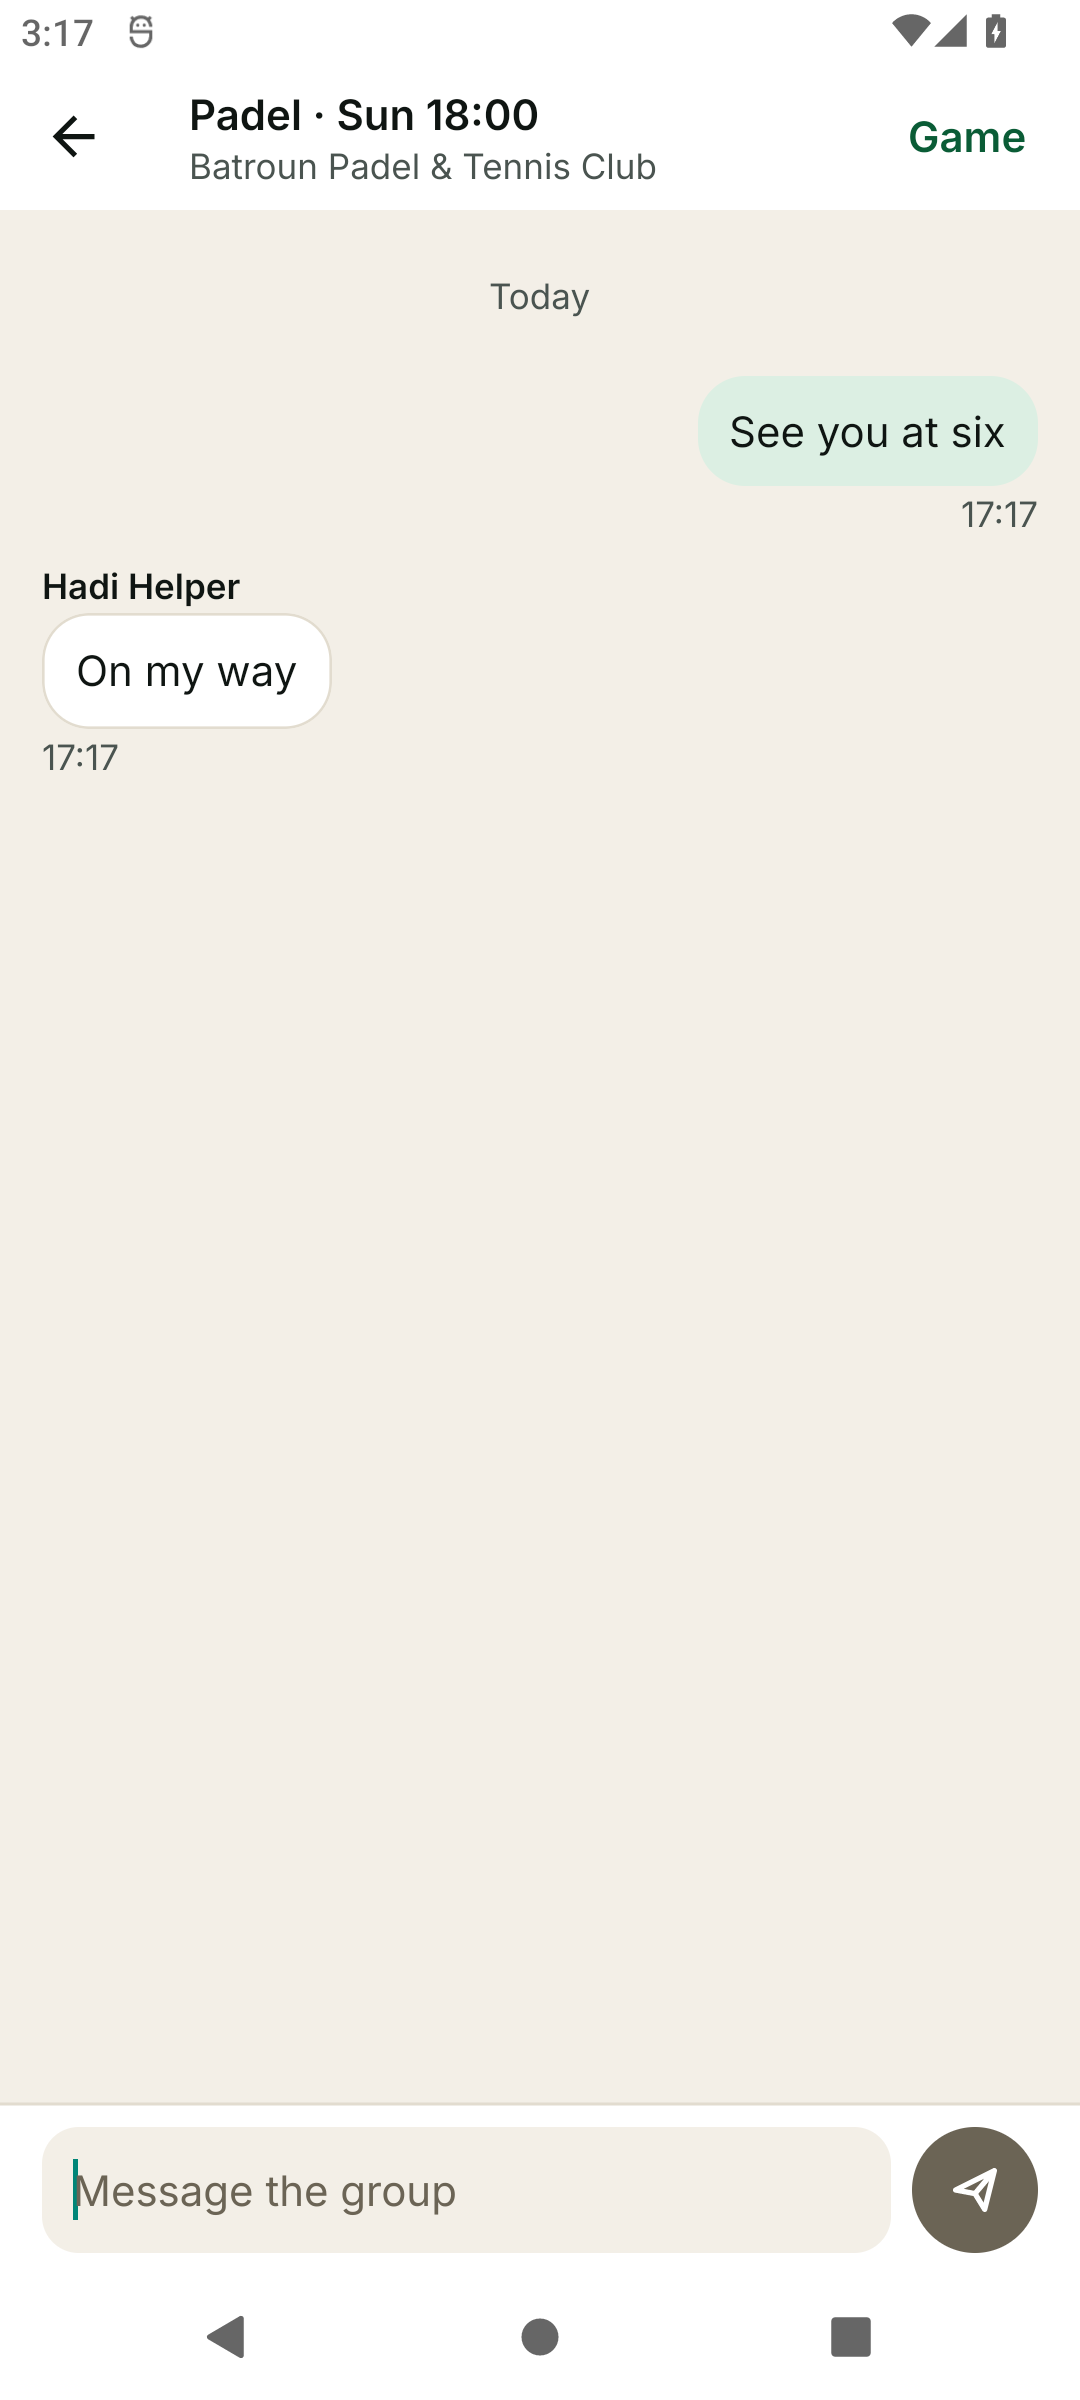 3:17
Padel · Sun 18:00
Batroun Padel & Tennis Club
Game
Today
See you at six
17:17
Hadi Helper
On my way
17:17
Message the group